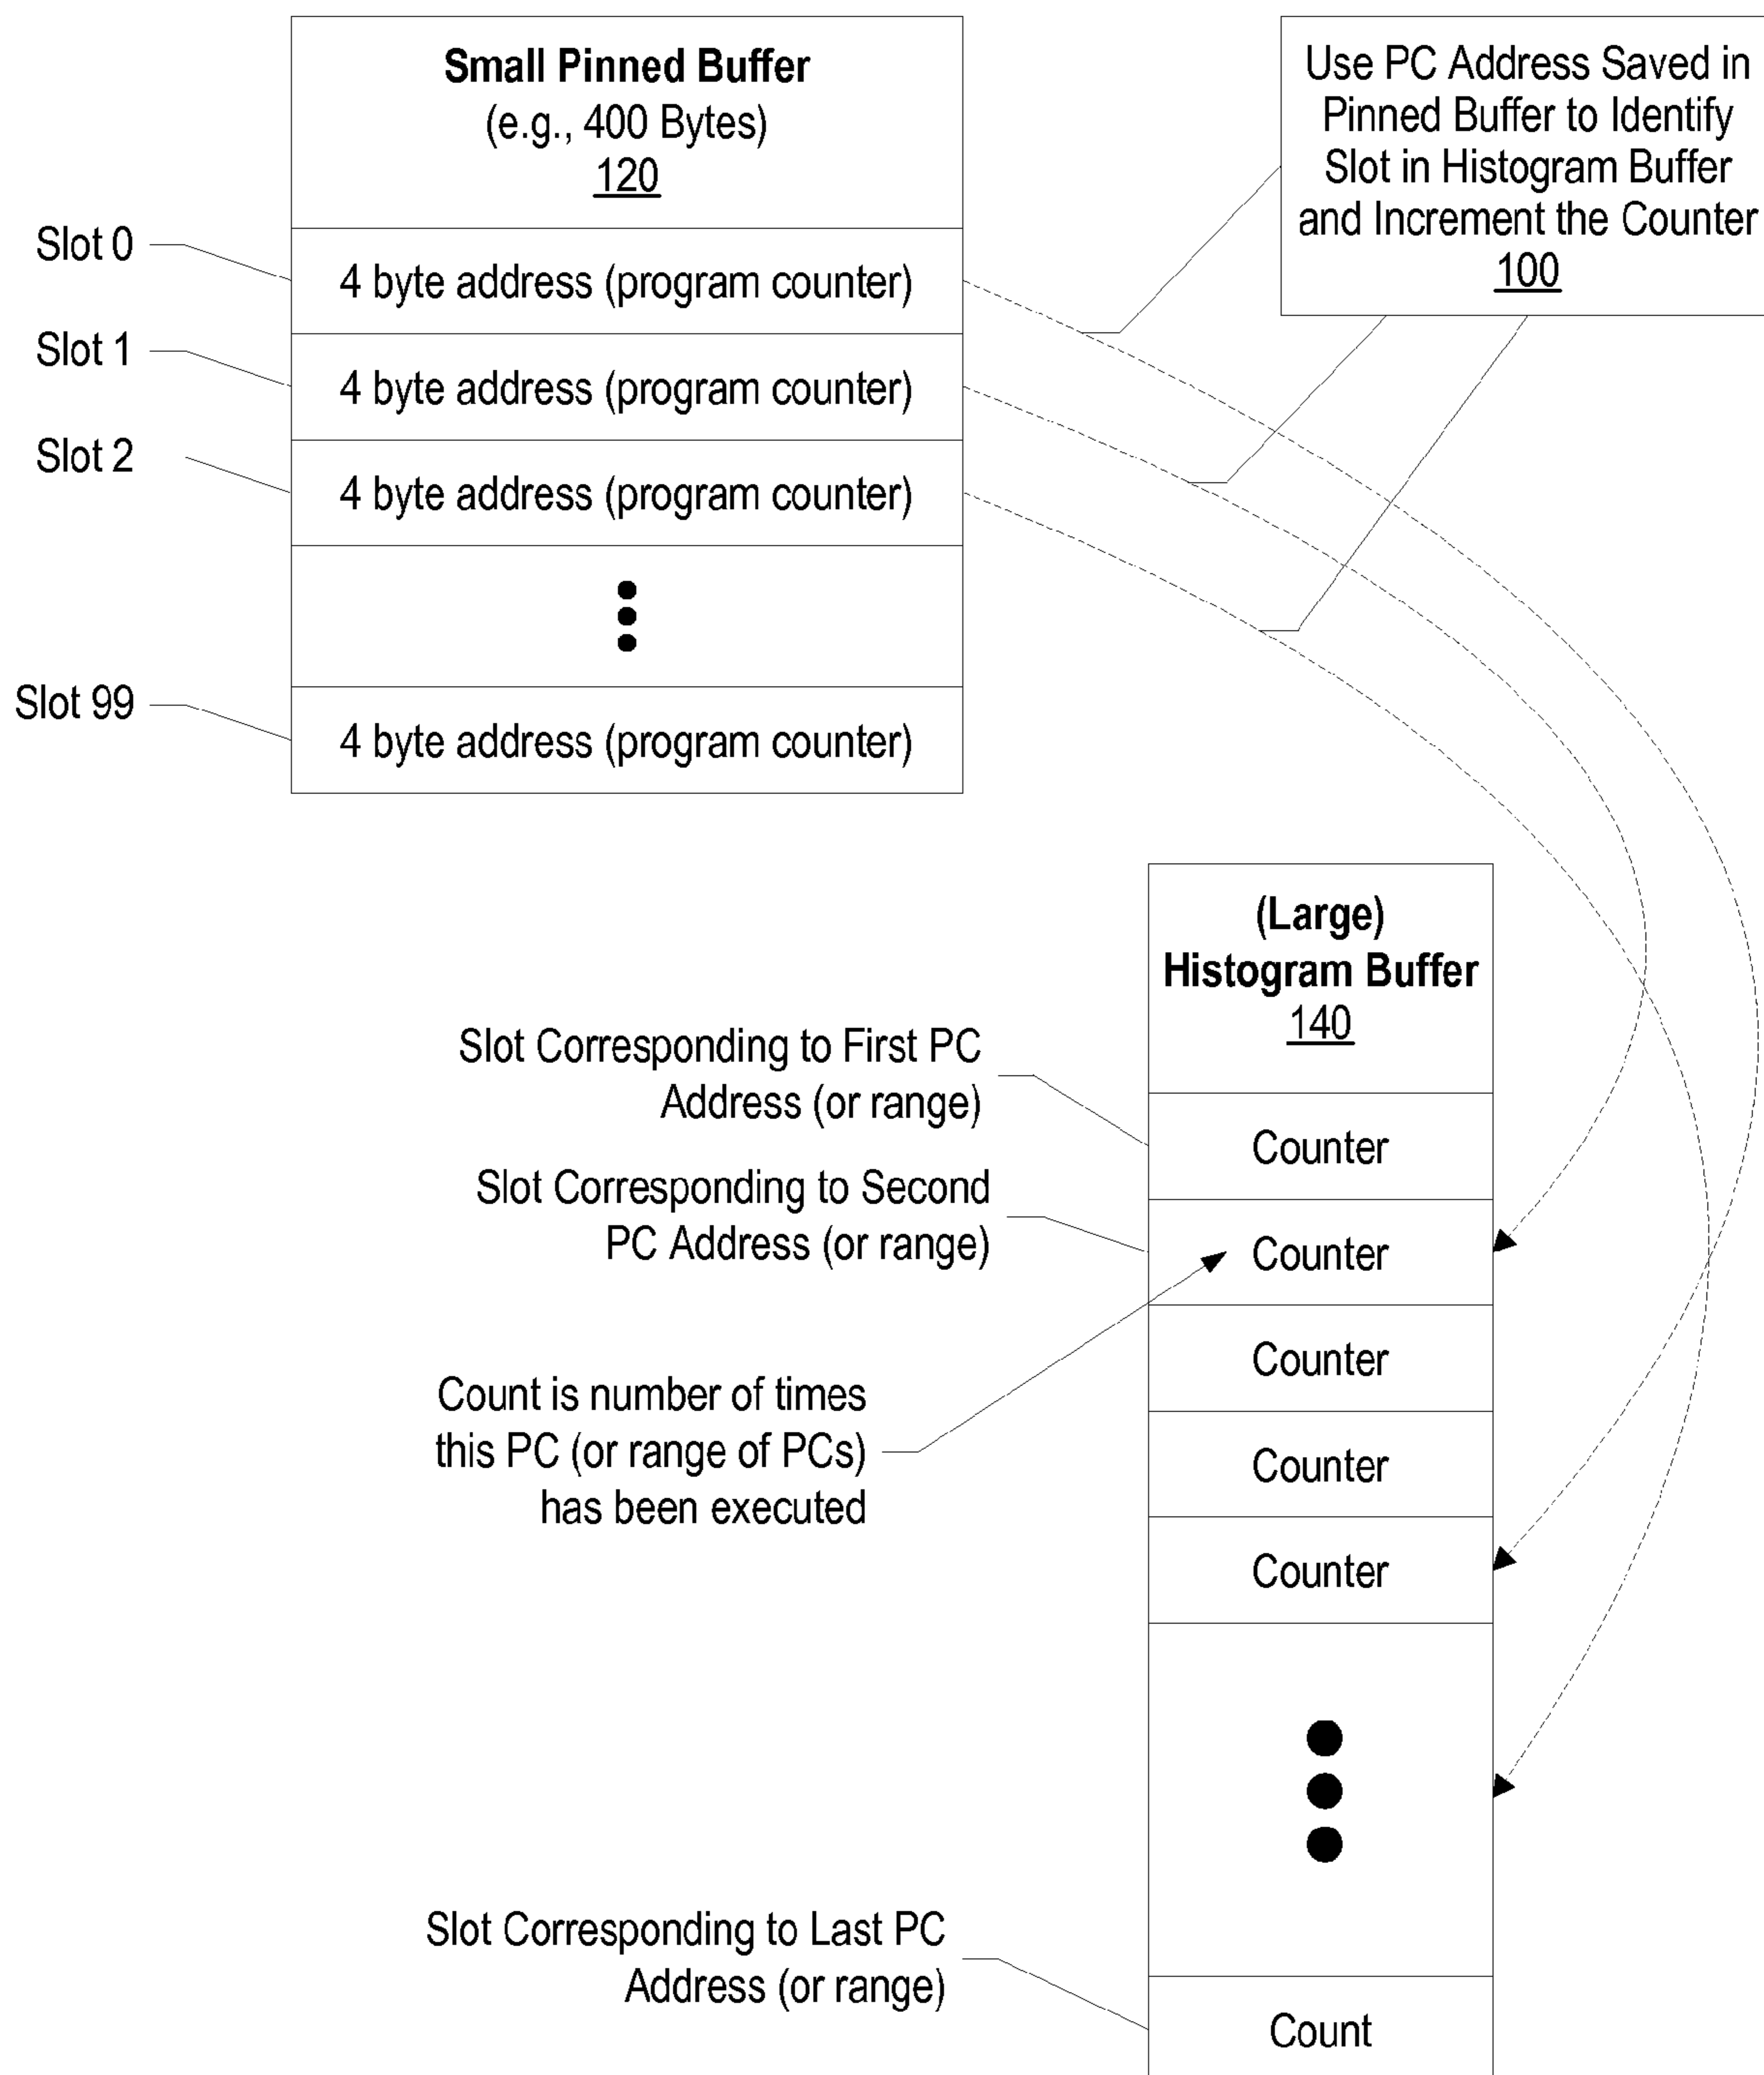 Small Pinned Buffer
(e.g., 400 Bytes)
120
Slot 0
4 byte address (program counter)
Slot 1
4 byte address (program counter)
Slot 2
4 byte address (program counter)
Slot 99
4 byte address (program counter)
Use PC Address Saved in
Pinned Buffer to Identify
Slot in Histogram Buffer
and Increment the Counter
100
(Large)
Histogram Buffer
140
Slot Corresponding to First PC
Address (or range)
Counter
Slot Corresponding to Second
PC Address (or range)
Counter
Counter
Count is number of times
this PC (or range of PCs)
has been executed
Counter
Counter
Slot Corresponding to Last PC
Address (or range)
Count